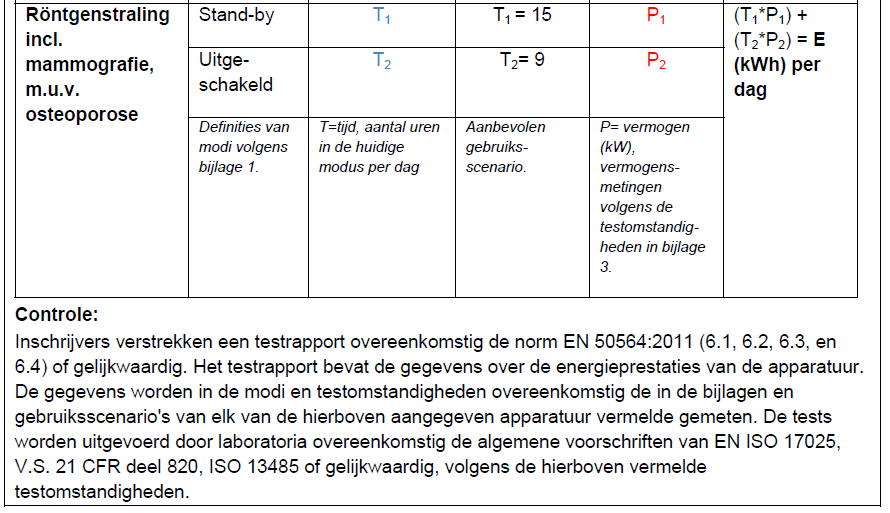 Röntgenstraling
incl.
mammografie,
m.u.v.
osteoporose
Stand-by
T1
T1 = 15
P1
(T1*P1) +
(T2*P2) = E
(kWh) per
dag
Uitge-
schakeld
T2
T2= 9
P2
Definities van
modi volgens
bijlage 1.
T=tijd, aantal uren
in de huidige
modus per dag
Aanbevolen
gebruiks-
scenario.
P= vermogen
(kW),
vermogens-
metingen
volgens de
testomstandig-
heden in bijlage
3.
Controle:
Inschrijvers verstrekken een testrapport overeenkomstig de norm EN 50564:2011 (6.1, 6.2, 6.3, en
6.4) of gelijkwaardig. Het testrapport bevat de gegevens over de energieprestaties van de apparatuur.
De gegevens worden in de modi en testomstandigheden overeenkomstig de in de bijlagen en
gebruiksscenario's van elk van de hierboven aangegeven apparatuur vermelde gemeten. De tests
worden uitgevoerd door laboratoria overeenkomstig de algemene voorschriften van EN ISO 17025,
V.S. 21 CFR deel 820, ISO 13485 of gelijkwaardig, volgens de hierboven vermelde
testomstandigheden.